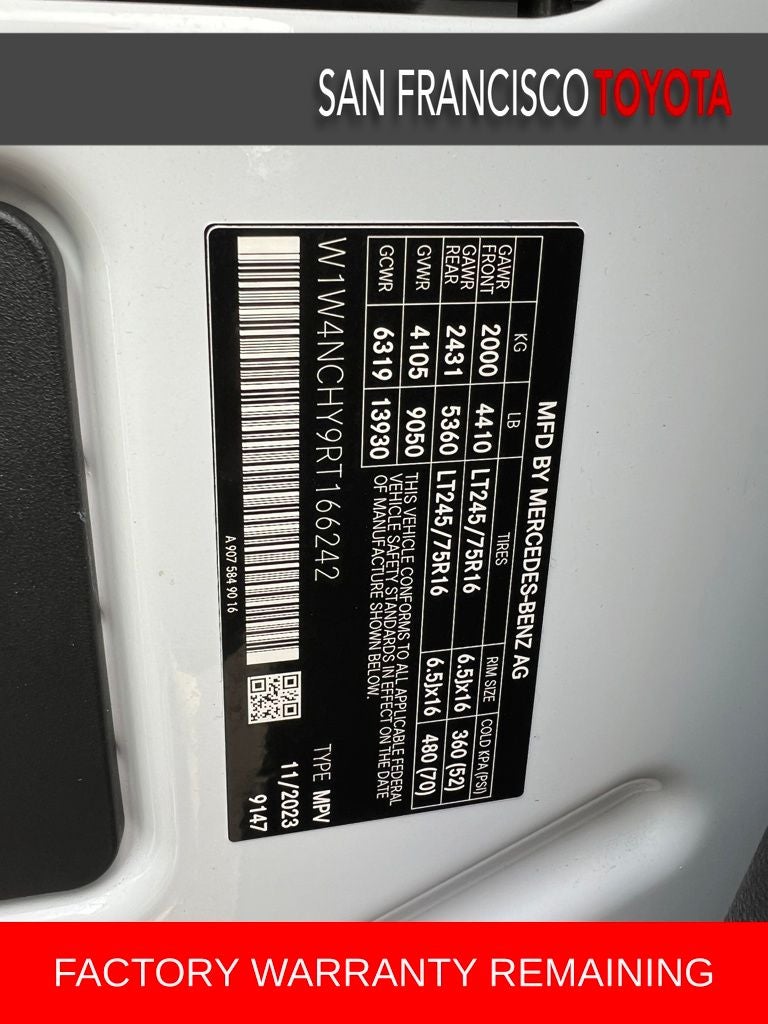 SAN FRANCISCO TOYOTA
MFD BY MERCEDES-BENZ AG
KG LB TIRES RIM SIZE COLD KPA (PSI)
GAWR FRONT 2000 4410 LT245/75R16 6.5Jx16 360 (52)
GAWR REAR 2431 5360 LT245/75R16 6.5Jx16 480 (70)
GVWR 4105 9050
GCWR 6319 13930
THIS VEHICLE CONFORMS TO ALL APPLICABLE FEDERAL
VEHICLE SAFETY STANDARDS IN EFFECT ON THE DATE
OF MANUFACTURE SHOWN BELOW.
W1W4NCHY9RT166242
TYPE MPV
11/2023
9147
A 907 584 90 16
FACTORY WARRANTY REMAINING